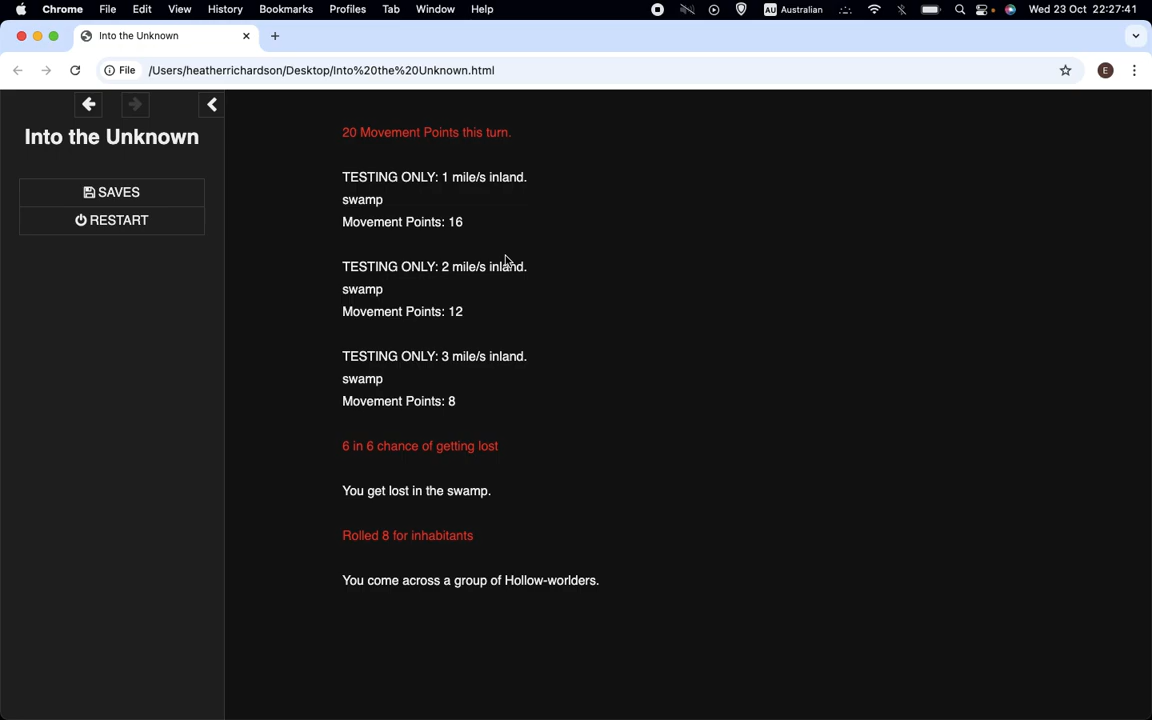 Chrome File Edit View History Bookmarks Profiles Tab Window Help AU Australian Wed 23 Oct 22:27:41
Into the Unknown
File /Users/heatherrichardson/Desktop/Into%20the%20Unknown.html E
Into the Unknown
SAVES
RESTART
20 Movement Points this turn.
TESTING ONLY: 1 mile/s inland.
swamp
Movement Points: 16
TESTING ONLY: 2 mile/s inland.
swamp
Movement Points: 12
TESTING ONLY: 3 mile/s inland.
swamp
Movement Points: 8
6 in 6 chance of getting lost
You get lost in the swamp.
Rolled 8 for inhabitants
You come across a group of Hollow-worlders.